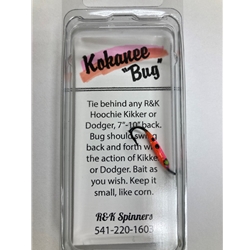 Kokanee
"Bug"
Tie behind any R&K
Hoochie Kikker or
Dodger, 7"-10" back.
Bug should swing
back and forth with
the action of Kikker
or Dodger. Bait as
you wish. Keep it
small, like corn.
R&K Spinners
541-220-1603